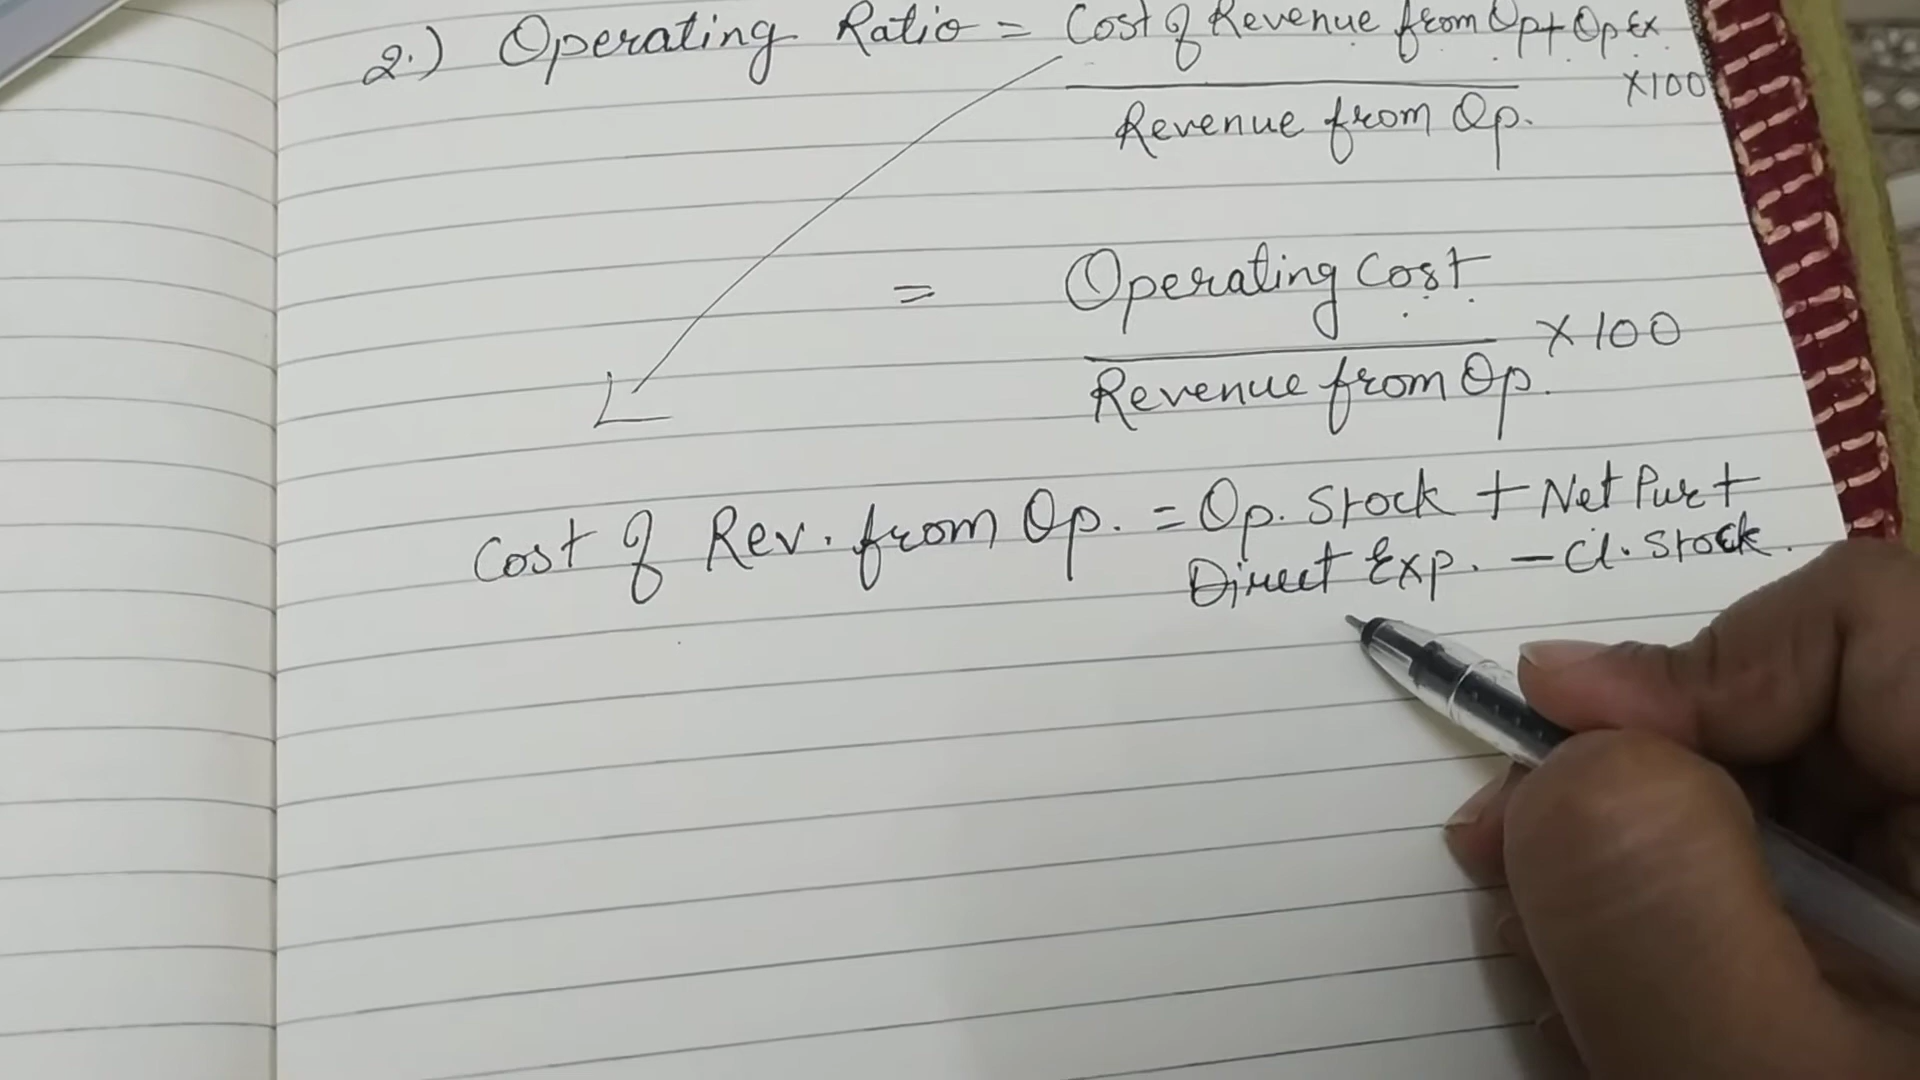 2.) Operating Ratio = Cost of Revenue from Op + Op Ex
×100
Revenue from Op.
= Operating Cost
× 100
Revenue from Op.
Cost of Rev. from Op. = Op. Stock + Net Pur +
Direct Exp. - Cl. Stock.